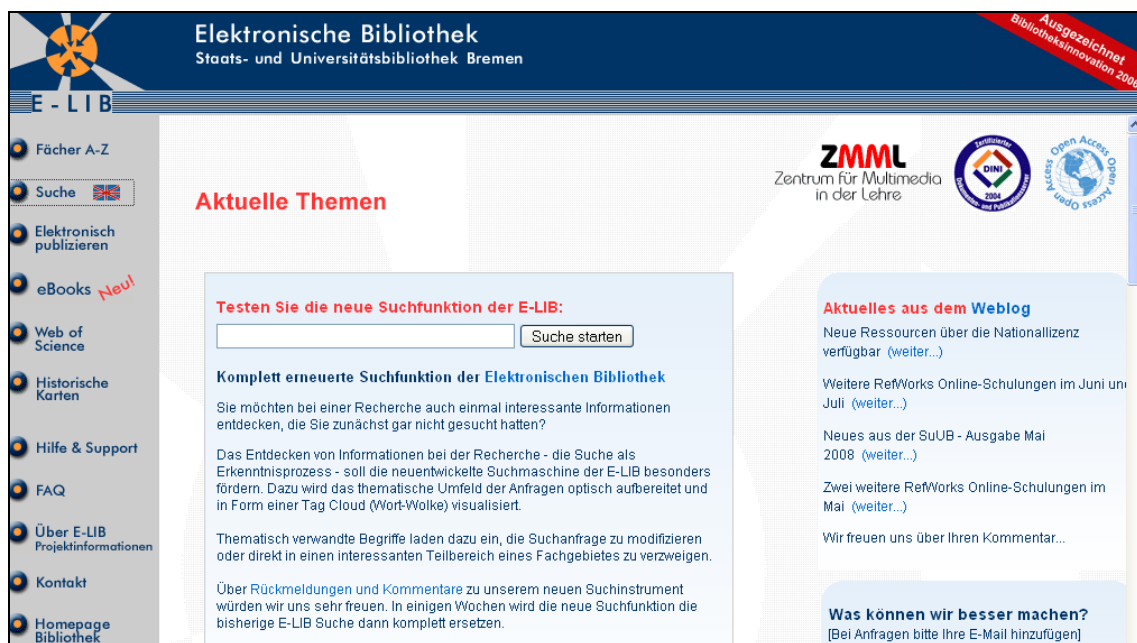 Elektronische Bibliothek
Staats- und Universitätsbibliothek Bremen
Ausgezeichnet
Bibliotheksinnovation 2006
E-LIB
Fächer A-Z
Suche
Elektronisch
publizieren
eBooks Neu!
Web of
Science
Historische
Karten
Hilfe & Support
FAQ
Über E-LIB
Projektinformationen
Kontakt
Homepage
Bibliothek
ZMML
Zentrum für Multimedia
in der Lehre
Zertifizierter
DINI
2004
Dokumenten- und Publikationsserver
Open Access Open Access Open Access
Aktuelle Themen
Testen Sie die neue Suchfunktion der E-LIB:
Suche starten
Komplett erneuerte Suchfunktion der Elektronischen Bibliothek
Sie möchten bei einer Recherche auch einmal interessante Informationen
entdecken, die Sie zunächst gar nicht gesucht hatten?
Das Entdecken von Informationen bei der Recherche - die Suche als
Erkenntnisprozess - soll die neuentwickelte Suchmaschine der E-LIB besonders
fördern. Dazu wird das thematische Umfeld der Anfragen optisch aufbereitet und
in Form einer Tag Cloud (Wort-Wolke) visualisiert.
Thematisch verwandte Begriffe laden dazu ein, die Suchanfrage zu modifizieren
oder direkt in einen interessanten Teilbereich eines Fachgebietes zu verzweigen.
Über Rückmeldungen und Kommentare zu unserem neuen Suchinstrument
würden wir uns sehr freuen. In einigen Wochen wird die neue Suchfunktion die
bisherige E-LIB Suche dann komplett ersetzen.
Aktuelles aus dem Weblog
Neue Ressourcen über die Nationallizenz
verfügbar (weiter...)
Weitere RefWorks Online-Schulungen im Juni und
Juli (weiter...)
Neues aus der SuUB - Ausgabe Mai
2008 (weiter...)
Zwei weitere RefWorks Online-Schulungen im
Mai (weiter...)
Wir freuen uns über Ihren Kommentar...
Was können wir besser machen?
[Bei Anfragen bitte Ihre E-Mail hinzufügen]